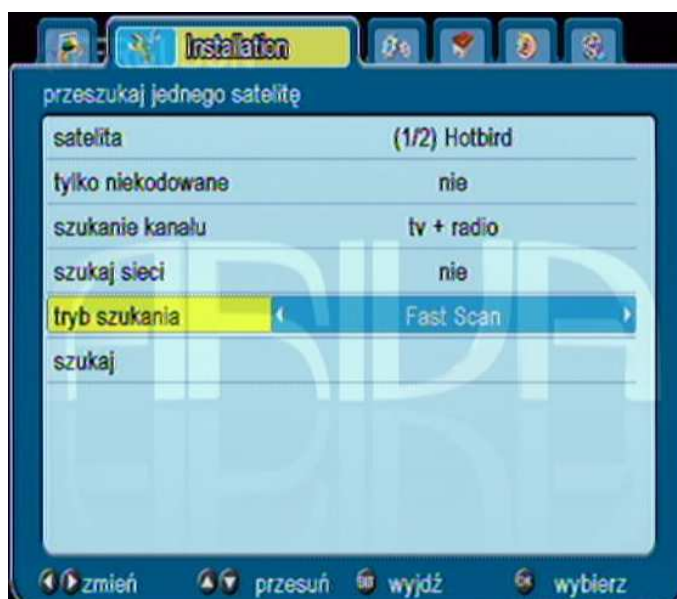 Installation
przeszukaj jednego satelitę
satelita (1/2) Hotbird
tylko niekodowane nie
szukanie kanału tv + radio
szukaj sieci nie
tryb szukania Fast Scan
szukaj
ARIVA
zmień przesuń wyjdź wybierz